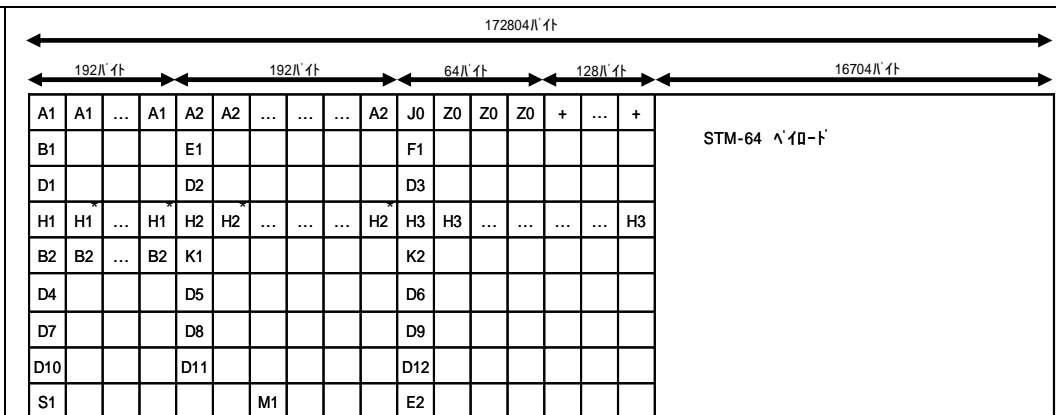 172804ﾊﾞｲﾄ
192ﾊﾞｲﾄ 192ﾊﾞｲﾄ 64ﾊﾞｲﾄ 128ﾊﾞｲﾄ 16704ﾊﾞｲﾄ
A1 A1 … A1 A2 A2 … … … A2 J0 Z0 Z0 Z0 + … +
STM-64 ﾍﾟｲﾛｰﾄﾞ
B1 E1 F1
D1 D2 D3
H1 H1* … H1* H2 H2* … … … H2* H3 H3 … … … … H3
B2 B2 … B2 K1 K2
D4 D5 D6
D7 D8 D9
D10 D11 D12
S1 M1 E2